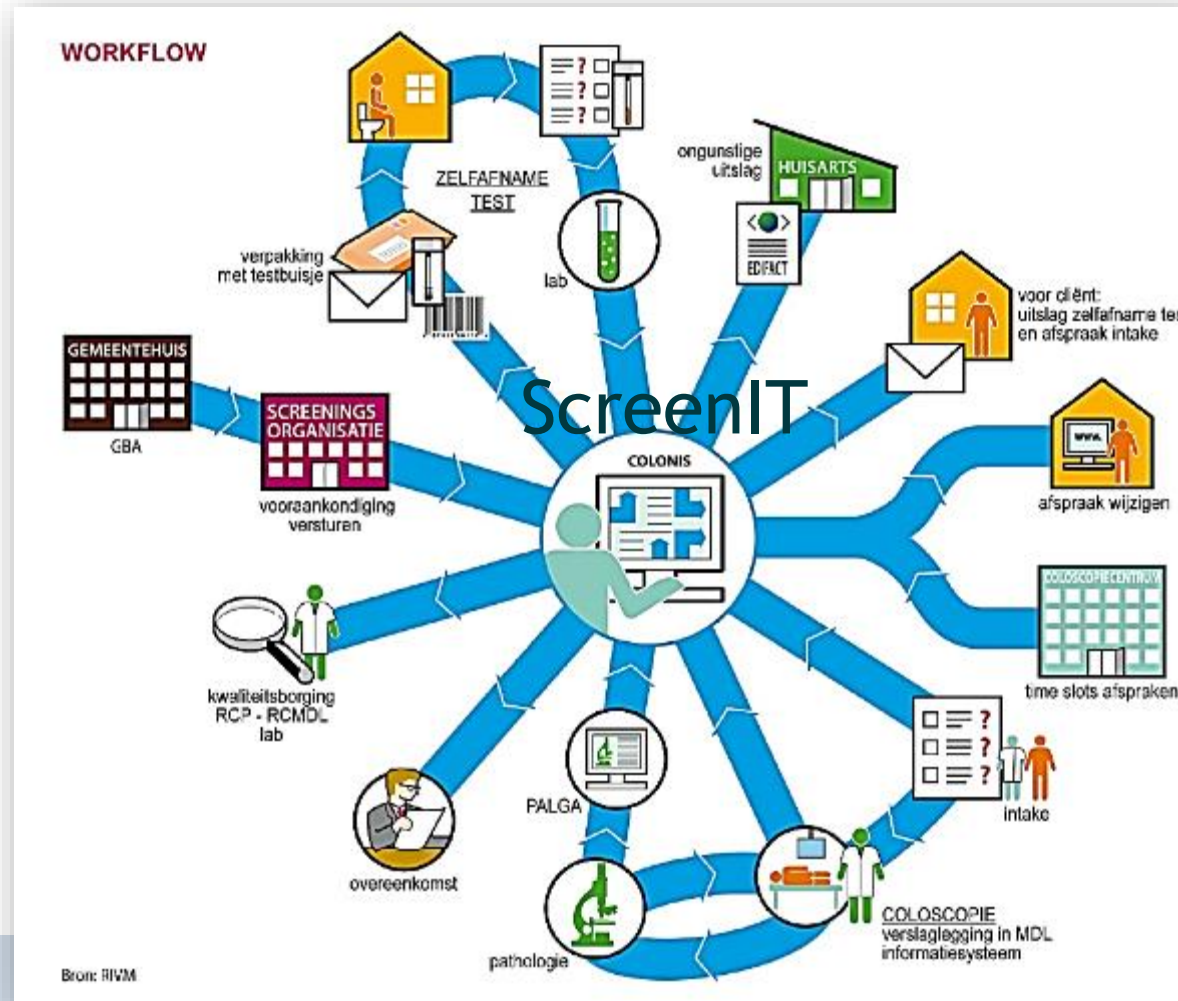 WORKFLOW
ZELFAFNAME
TEST
ongunstige
uitslag
HUISARTS
EDIFACT
verpakking
met testbuisje
lab
voor cliënt:
uitslag zelfafname tes
en afspraak intake
GEMEENTEHUIS
GBA
SCREENINGS
ORGANISATIE
vooraankondiging
versturen
ScreenIT
COLONIS
www.
afspraak wijzigen
COLOSCOPIECENTRUM
time slots afspraken
kwaliteitsborging
RCP - RCMDL
lab
PALGA
intake
overeenkomst
COLOSCOPIE
verslaglegging in MDL
informatiesysteem
pathologie
Bron: RIVM